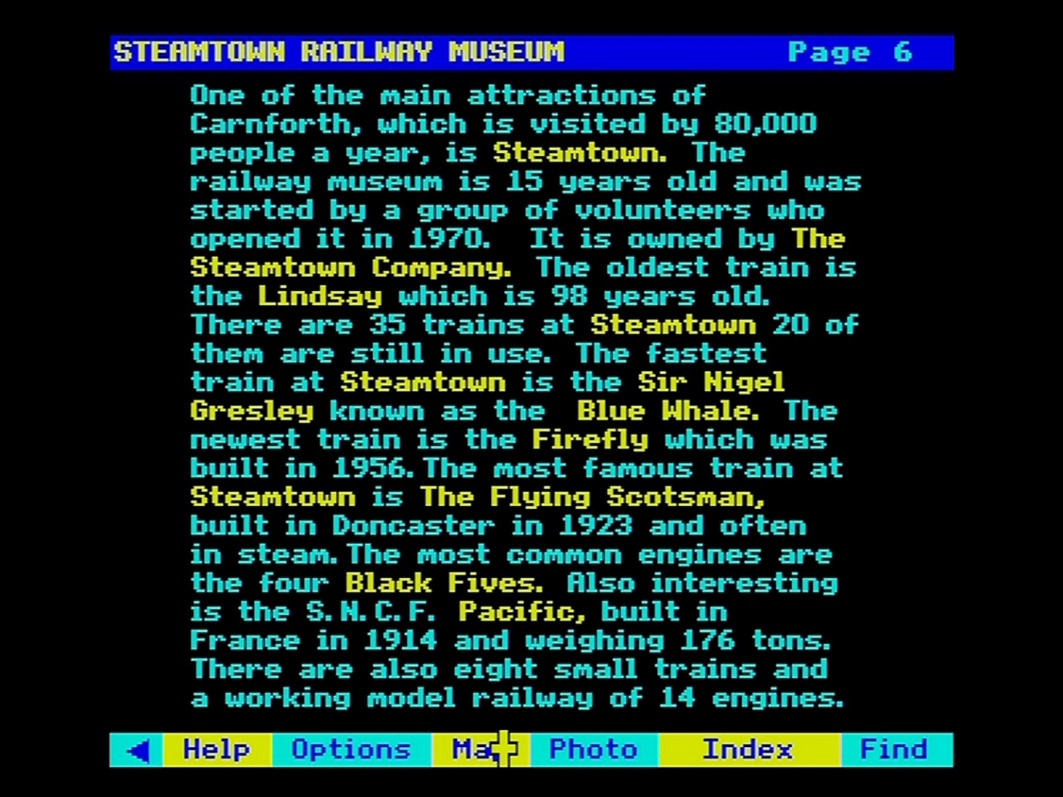 STEAMTOWN RAILWAY MUSEUM Page 6
One of the main attractions of
Carnforth, which is visited by 80,000
people a year, is Steamtown. The
railway museum is 15 years old and was
started by a group of volunteers who
opened it in 1970. It is owned by The
Steamtown Company. The oldest train is
the Lindsay which is 98 years old.
There are 35 trains at Steamtown 20 of
them are still in use. The fastest
train at Steamtown is the Sir Nigel
Gresley known as the Blue Whale. The
newest train is the Firefly which was
built in 1956. The most famous train at
Steamtown is The Flying Scotsman,
built in Doncaster in 1923 and often
in steam. The most common engines are
the four Black Fives. Also interesting
is the S.N.C.F. Pacific, built in
France in 1914 and weighing 176 tons.
There are also eight small trains and
a working model railway of 14 engines.
Help Options Map Photo Index Find